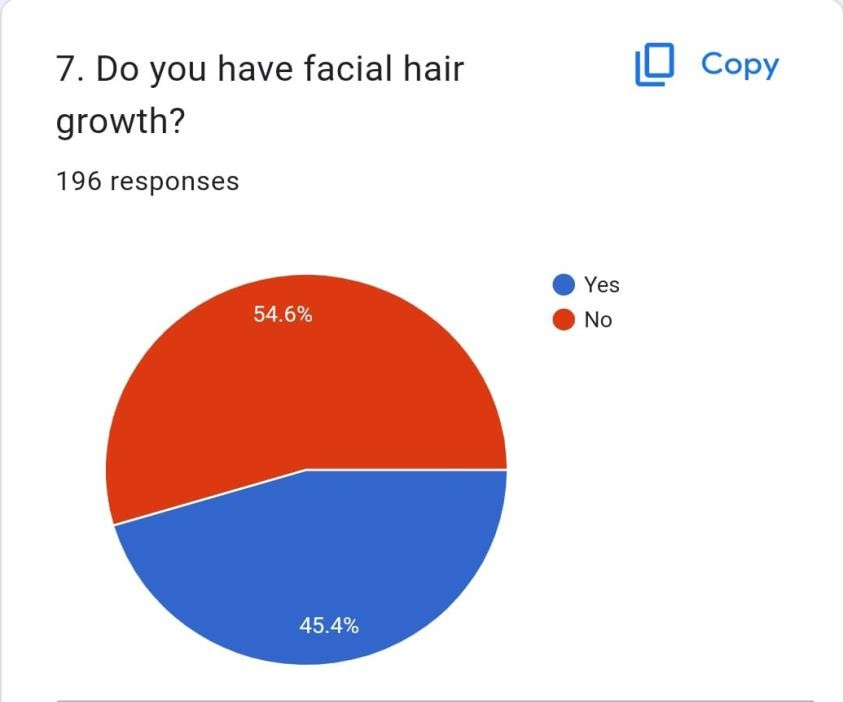 7. Do you have facial hair
growth?
Copy
196 responses
Yes
No
54.6%
45.4%